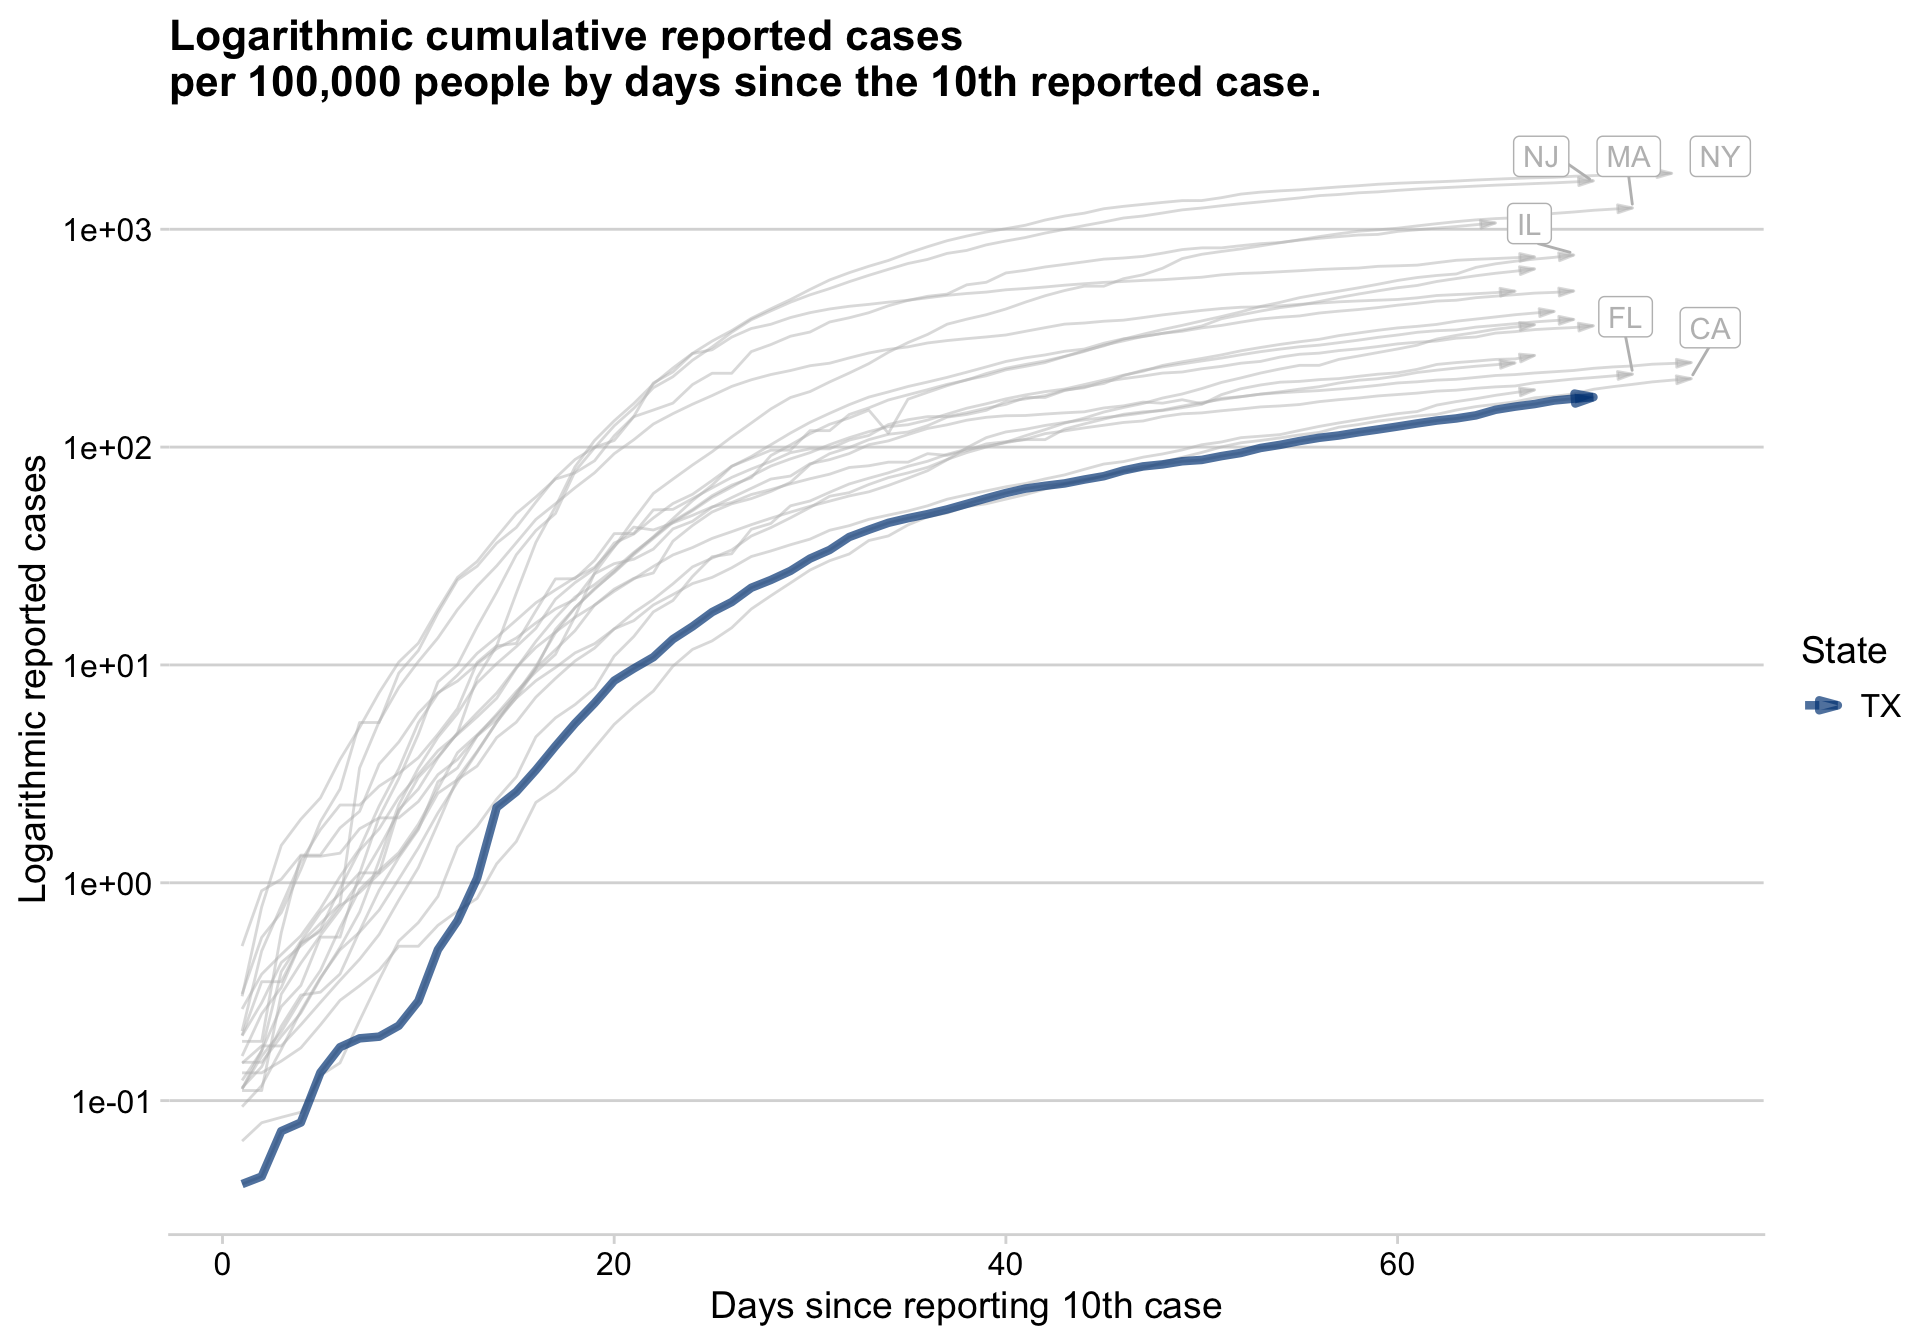 Logarithmic cumulative reported cases
per 100,000 people by days since the 10th reported case.
NJ
MA
NY
IL
FL
CA
1e+03
1e+02
1e+01
1e+00
1e-01
Logarithmic reported cases
0
20
40
60
Days since reporting 10th case
State
TX